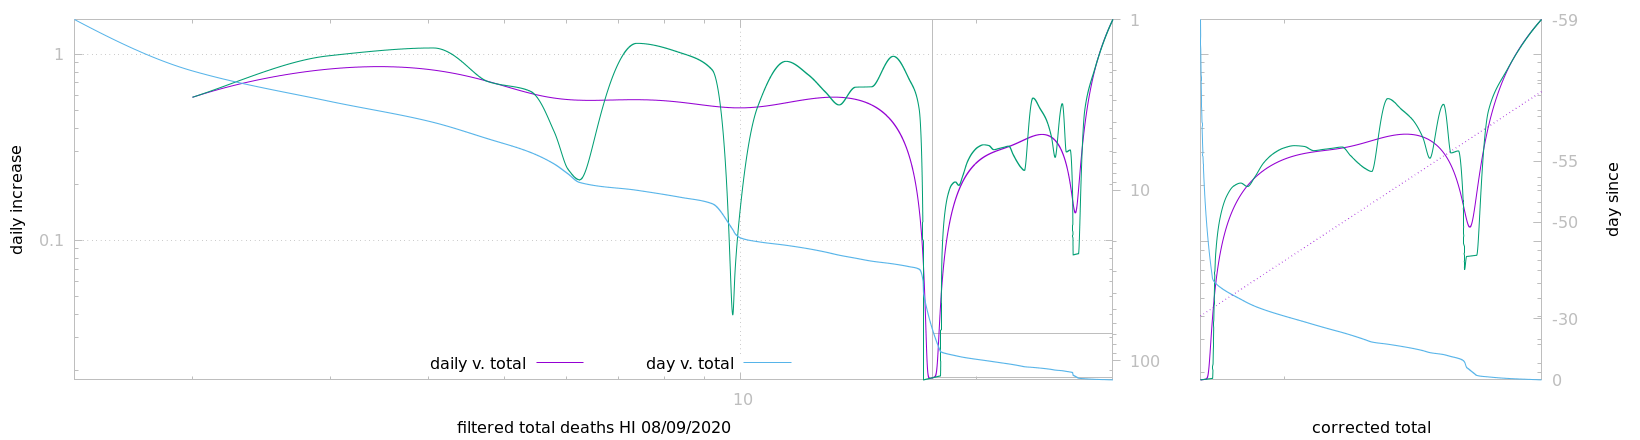 1
-59
1
daily increase
-55
day since
10
-50
0.1
-30
daily v. total
day v. total
100
0
10
filtered total deaths HI 08/09/2020
corrected total